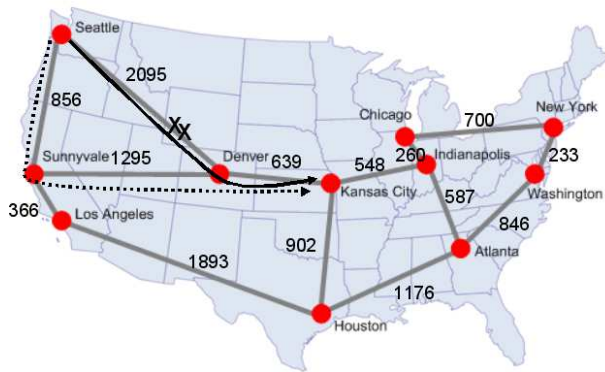 Seattle
2095
856
XX
Chicago
700
New York
Sunnyvale
1295
Denver
639
548
260
Indianapolis
233
Kansas City
Washington
366
Los Angeles
587
846
902
1893
Atlanta
1176
Houston